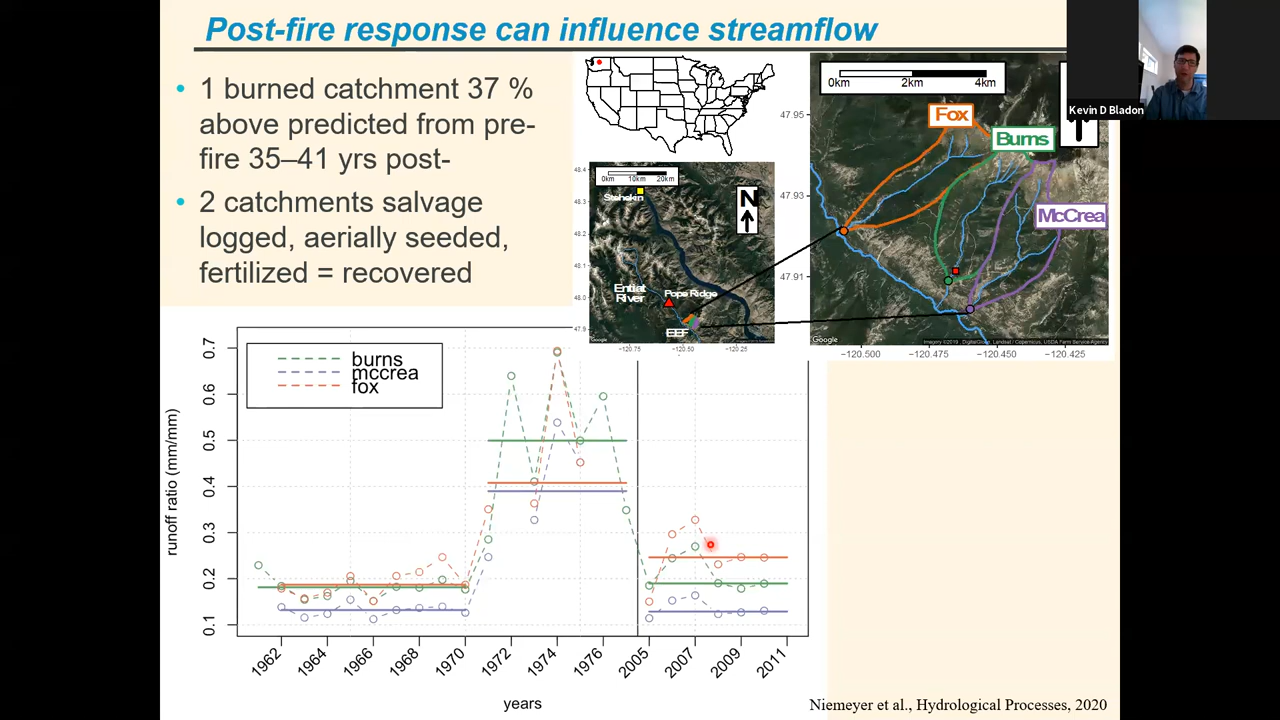 Post-fire response can influence streamflow
• 1 burned catchment 37 %
above predicted from pre-
fire 35–41 yrs post-
• 2 catchments salvage
logged, aerially seeded,
fertilized = recovered
48.4
48.3
48.2
48.1
48.0
47.9
0km 10km 20km
Stehekin
N
Entiat
River
Pope Ridge
EEF
Google
−120.75 −120.50 −120.25
47.95
47.93
47.91
0km 2km 4km
Fox
Burns
McCrea
Google
−120.500 −120.475 −120.450 −120.425
Kevin D Bladon
burns
mccrea
fox
runoff ratio (mm/mm)
0.7
0.6
0.5
0.4
0.3
0.2
0.1
1962 1964 1966 1968 1970 1972 1974 1976 2005 2007 2009 2011
years
Niemeyer et al., Hydrological Processes, 2020